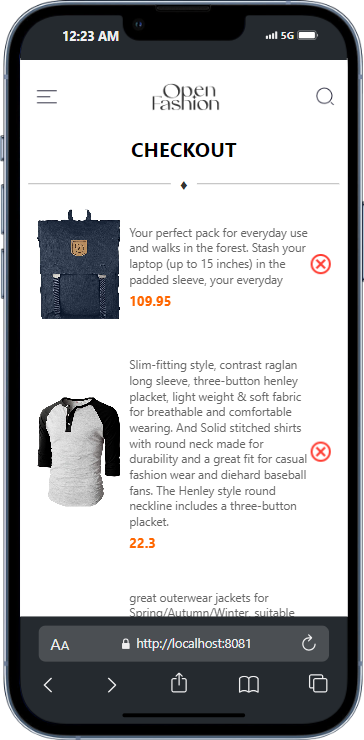 12:23 AM
5G
Open
Fashion
CHECKOUT
Your perfect pack for everyday use
and walks in the forest. Stash your
laptop (up to 15 inches) in the
padded sleeve, your everyday
109.95
Slim-fitting style, contrast raglan
long sleeve, three-button henley
placket, light weight & soft fabric
for breathable and comfortable
wearing. And Solid stitched shirts
with round neck made for
durability and a great fit for casual
fashion wear and diehard baseball
fans. The Henley style round
neckline includes a three-button
placket.
22.3
great outerwear jackets for
Spring/Autumn/Winter, suitable
AA
http://localhost:8081